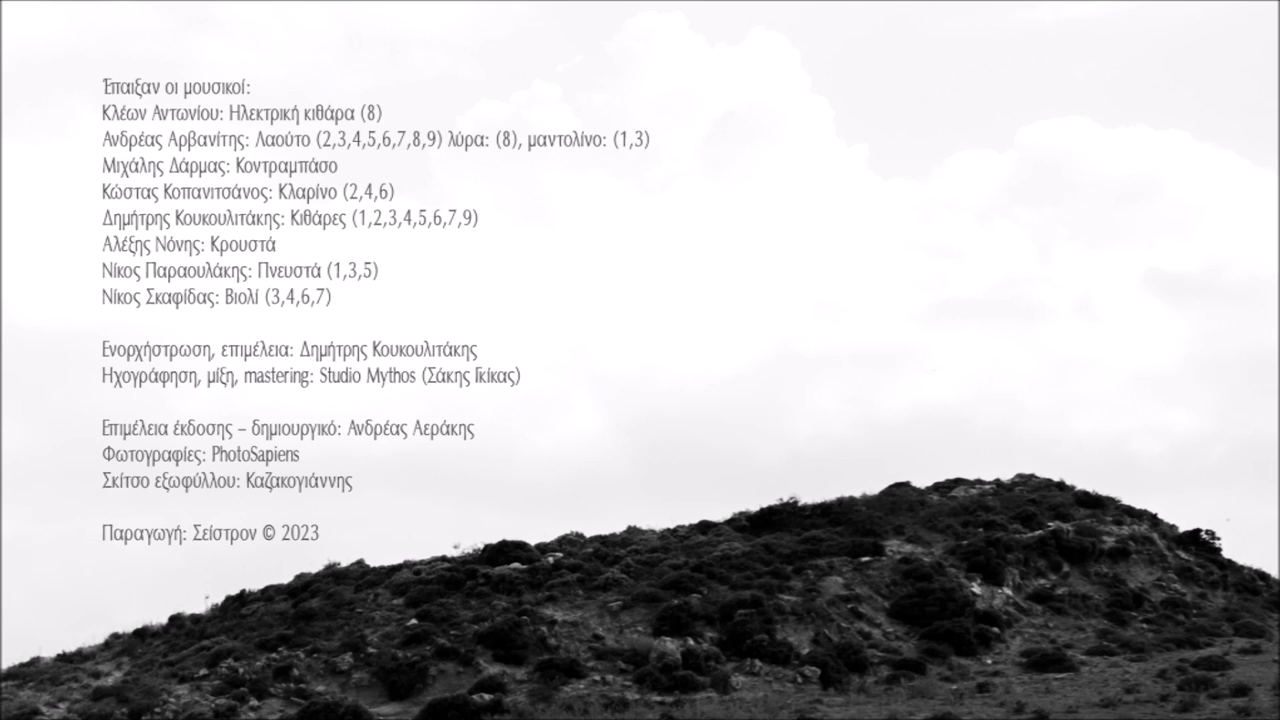 Έπαιξαν οι μουσικοί:
Κλέων Αντωνίου: Ηλεκτρική κιθάρα (8)
Ανδρέας Αρβανίτης: Λαούτο (2,3,4,5,6,7,8,9) λύρα: (8), μαντολίνο: (1,3)
Μιχάλης Δάρμας: Κοντραμπάσο
Κώστας Κοπανιτσάνος: Κλαρίνο (2,4,6)
Δημήτρης Κουκουλιτάκης: Κιθάρες (1,2,3,4,5,6,7,9)
Αλέξης Νόνης: Κρουστά
Νίκος Παραουλάκης: Πνευστά (1,3,5)
Νίκος Σκαφίδας: Βιολί (3,4,6,7)
Ενορχήστρωση, επιμέλεια: Δημήτρης Κουκουλιτάκης
Ηχογράφηση, μίξη, mastering: Studio Mythos (Σάκης Γκίκας)
Επιμέλεια έκδοσης – δημιουργικό: Ανδρέας Αεράκης
Φωτογραφίες: PhotoSapiens
Σκίτσο εξωφύλλου: Καζακογιάννης
Παραγωγή: Σείστρον © 2023